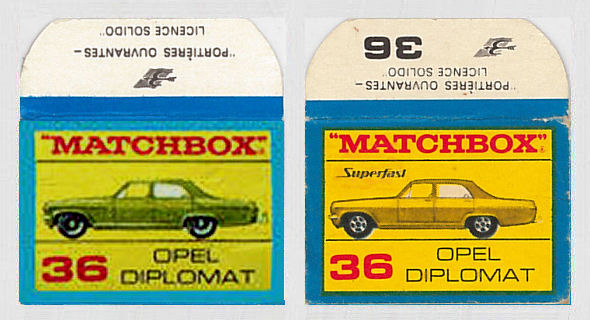 "PORTIÈRES OUVRANTES –
LICENCE SOLIDO"
"MATCHBOX"
36
OPEL
DIPLOMAT
36
"PORTIÈRES OUVRANTES –
LICENCE SOLIDO"
"MATCHBOX"
Superfast
36
OPEL
DIPLOMAT